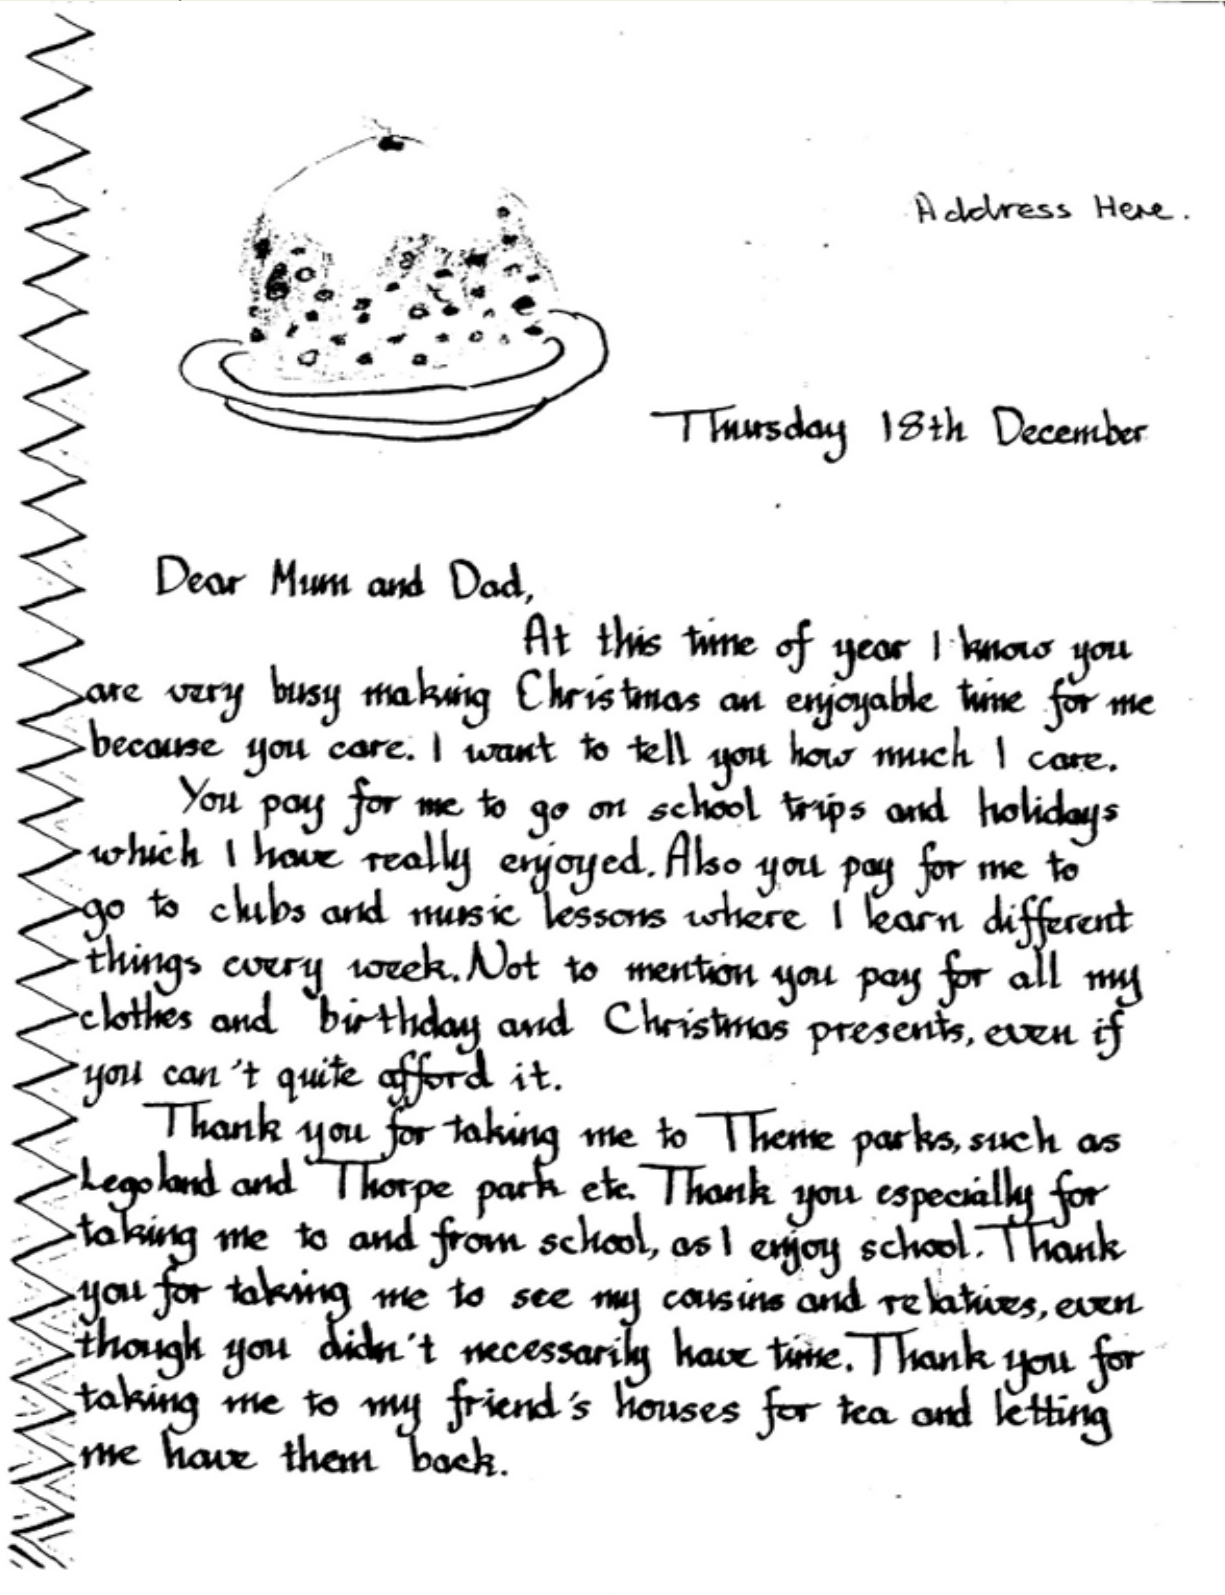 Address Here.
Thursday 18th December
Dear Mum and Dad,
At this time of year I know you
are very busy making Christmas an enjoyable time for me
because you care. I want to tell you how much I care.
You pay for me to go on school trips and holidays
which I have really enjoyed. Also you pay for me to
go to clubs and music lessons where I learn different
things every week. Not to mention you pay for all my
clothes and birthday and Christmas presents, even if
you can't quite afford it.
Thank you for taking me to Theme parks, such as
Legoland and Thorpe park etc. Thank you especially for
taking me to and from school, as I enjoy school. Thank
you for taking me to see my cousins and relatives, even
though you didn't necessarily have time. Thank you for
taking me to my friend's houses for tea and letting
me have them back.